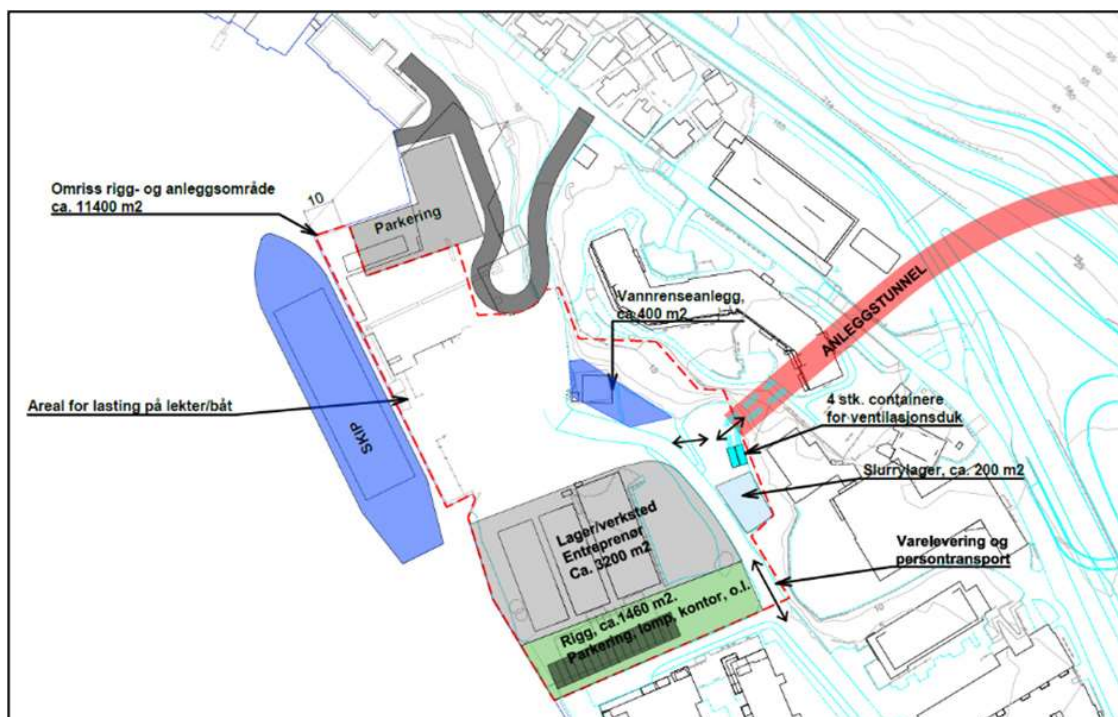 Omriss rigg- og anleggsområde
ca. 11400 m2
10
Parkering
Vannrenseanlegg,
ca.400 m2
ANLEGGSTUNNEL
Areal for lasting på lekter/båt
SKIP
4 stk. containere
for ventilasjonsduk
Slurrylager, ca. 200 m2
Lager/verksted
Entreprenør
Ca. 3200 m2
Varelevering og
persontransport
Rigg, ca.1460 m2.
Parkering, lomp, kontor, o.l.